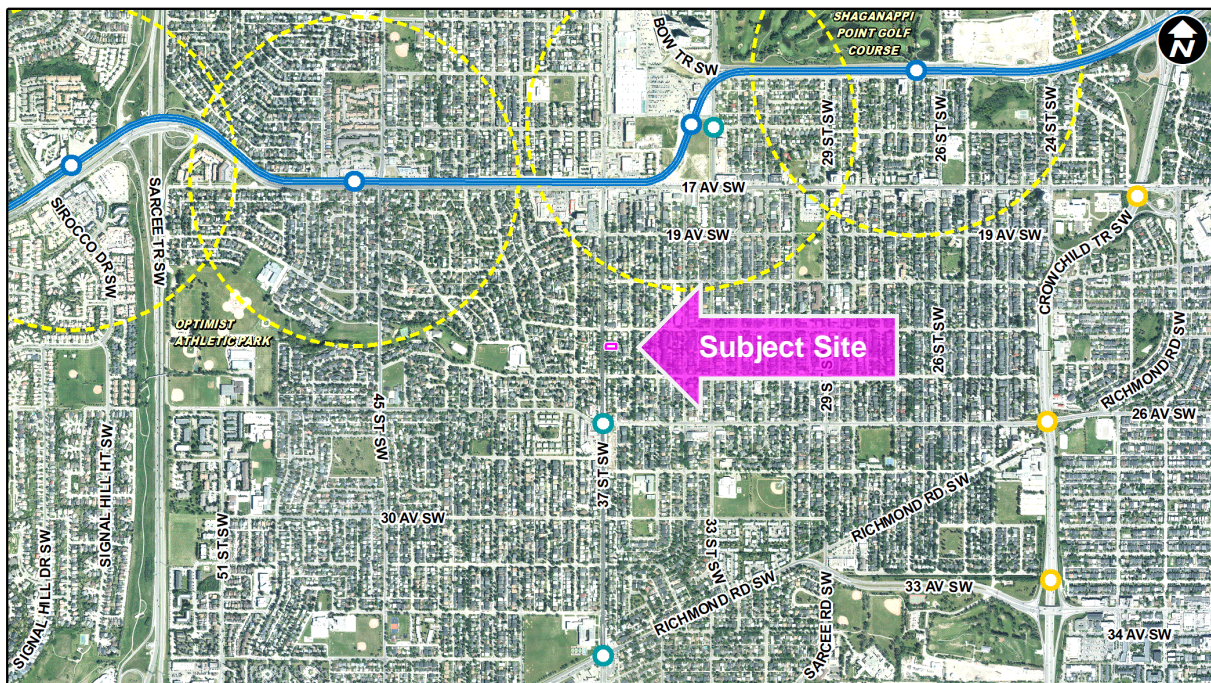 BOW TR SW
SHAGANAPPI
POINT GOLF
COURSE
N
29 ST SW
26 ST SW
24 ST SW
17 AV SW
SIROCCO DR SW
SARCEE TR SW
19 AV SW
19 AV SW
CROWCHILD TR SW
OPTIMIST
ATHLETIC PARK
Subject Site
26 ST SW
RICHMOND RD SW
29 S
45 ST SW
26 AV SW
SIGNAL HILL HT SW
37 ST SW
30 AV SW
RICHMOND RD SW
51 ST SW
33 ST SW
SIGNAL HILL DR SW
RICHMOND RD SW
33 AV SW
SARCEE RD SW
34 AV SW